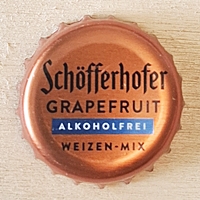 Schöfferhofer
GRAPEFRUIT
ALKOHOLFREI
WEIZEN-MIX